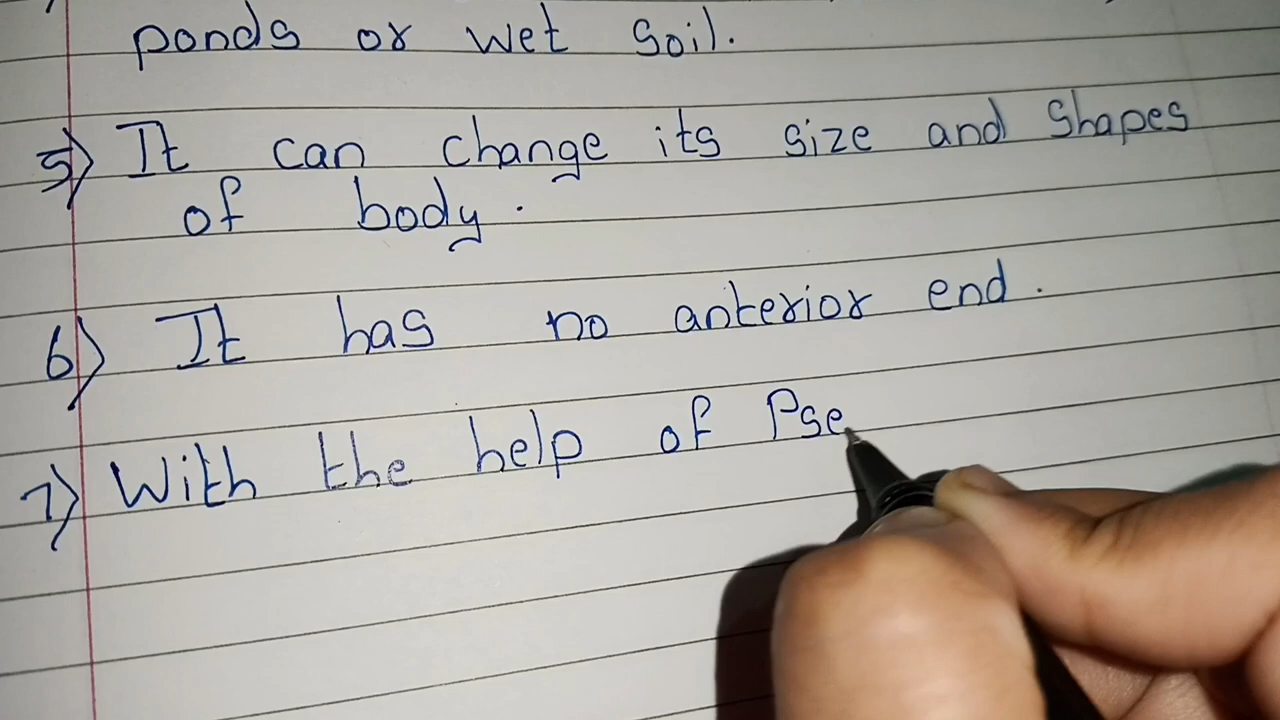 ponds or wet soil.
5) It can change its size and shapes
of body.
6) It has no anterior end.
7) With the help of Pse